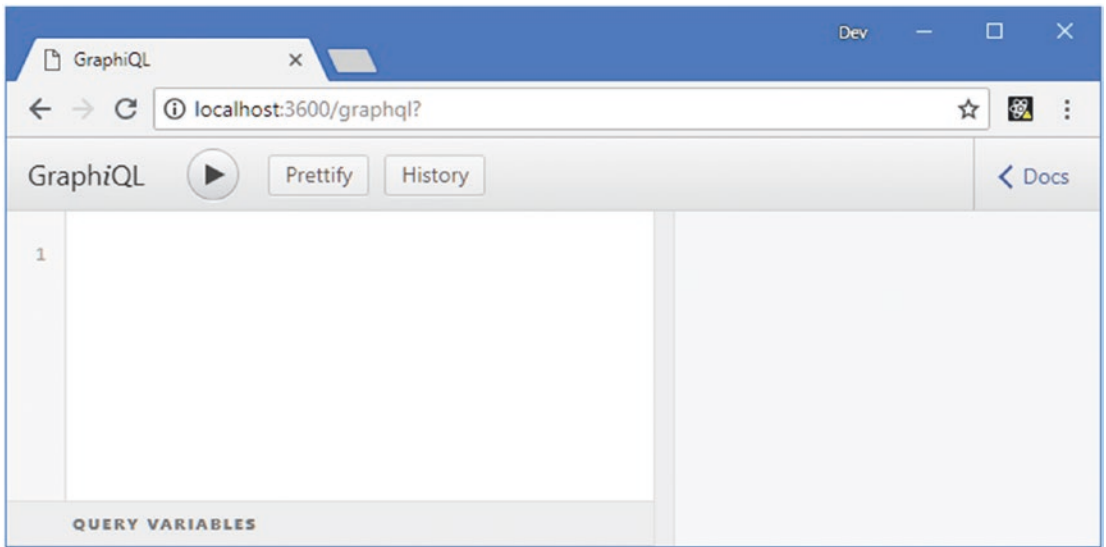 Dev
GraphiQL
localhost:3600/graphql?
GraphiQL Prettify History Docs
1
QUERY VARIABLES